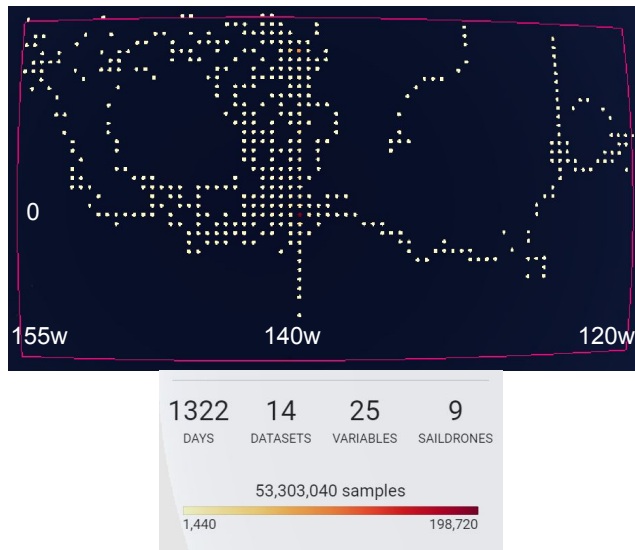 0
155w 140w 120w
1322 14 25 9
DAYS DATASETS VARIABLES SAILDRONES
53,303,040 samples
1,440 198,720